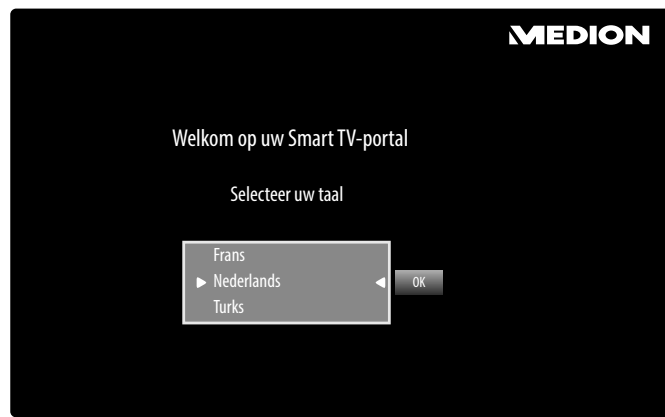 MEDION
Welkom op uw Smart TV-portal
Selecteer uw taal
Frans
Nederlands OK
Turks